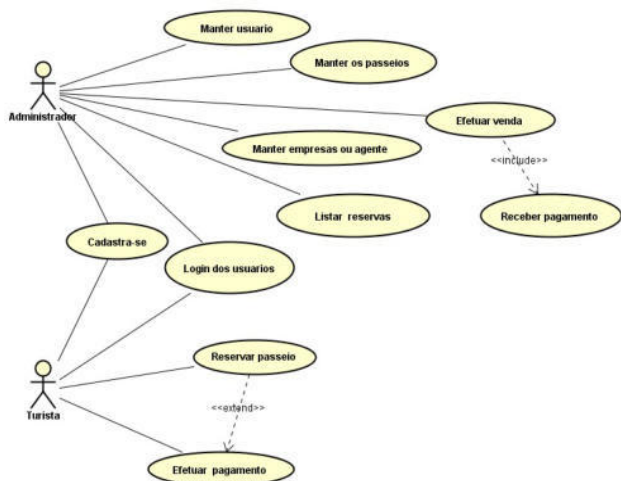 Manter usuario
Manter os passeios
Administrador
Efetuar venda
Manter empresas ou agente
<<include>>
Listar reservas
Receber pagamento
Cadastra-se
Login dos usuarios
Reservar passeio
Turista
<<extend>>
Efetuar pagamento